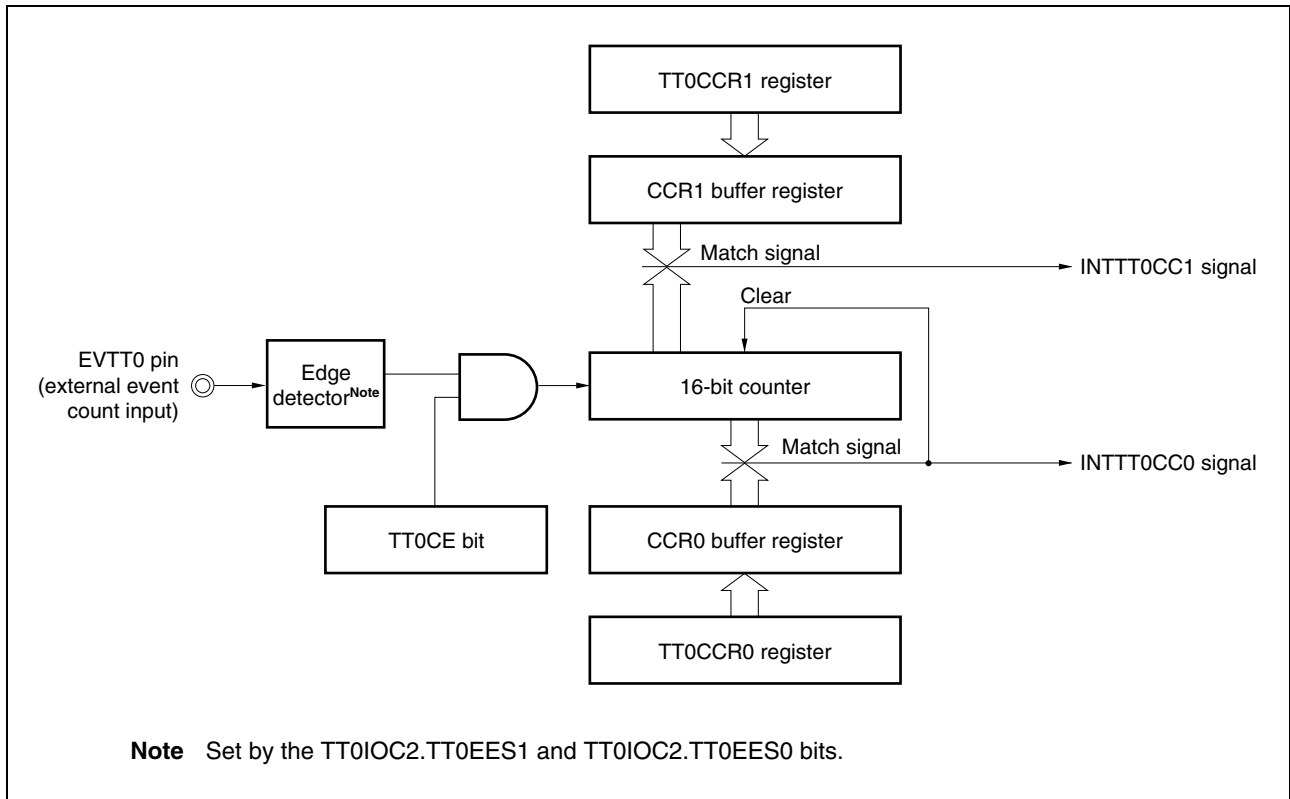 TT0CCR1 register
CCR1 buffer register
Match signal
INTTT0CC1 signal
Clear
EVTT0 pin
(external event
count input)
Edge
detectorNote
16-bit counter
Match signal
INTTT0CC0 signal
TT0CE bit
CCR0 buffer register
TT0CCR0 register
Note Set by the TT0IOC2.TT0EES1 and TT0IOC2.TT0EES0 bits.